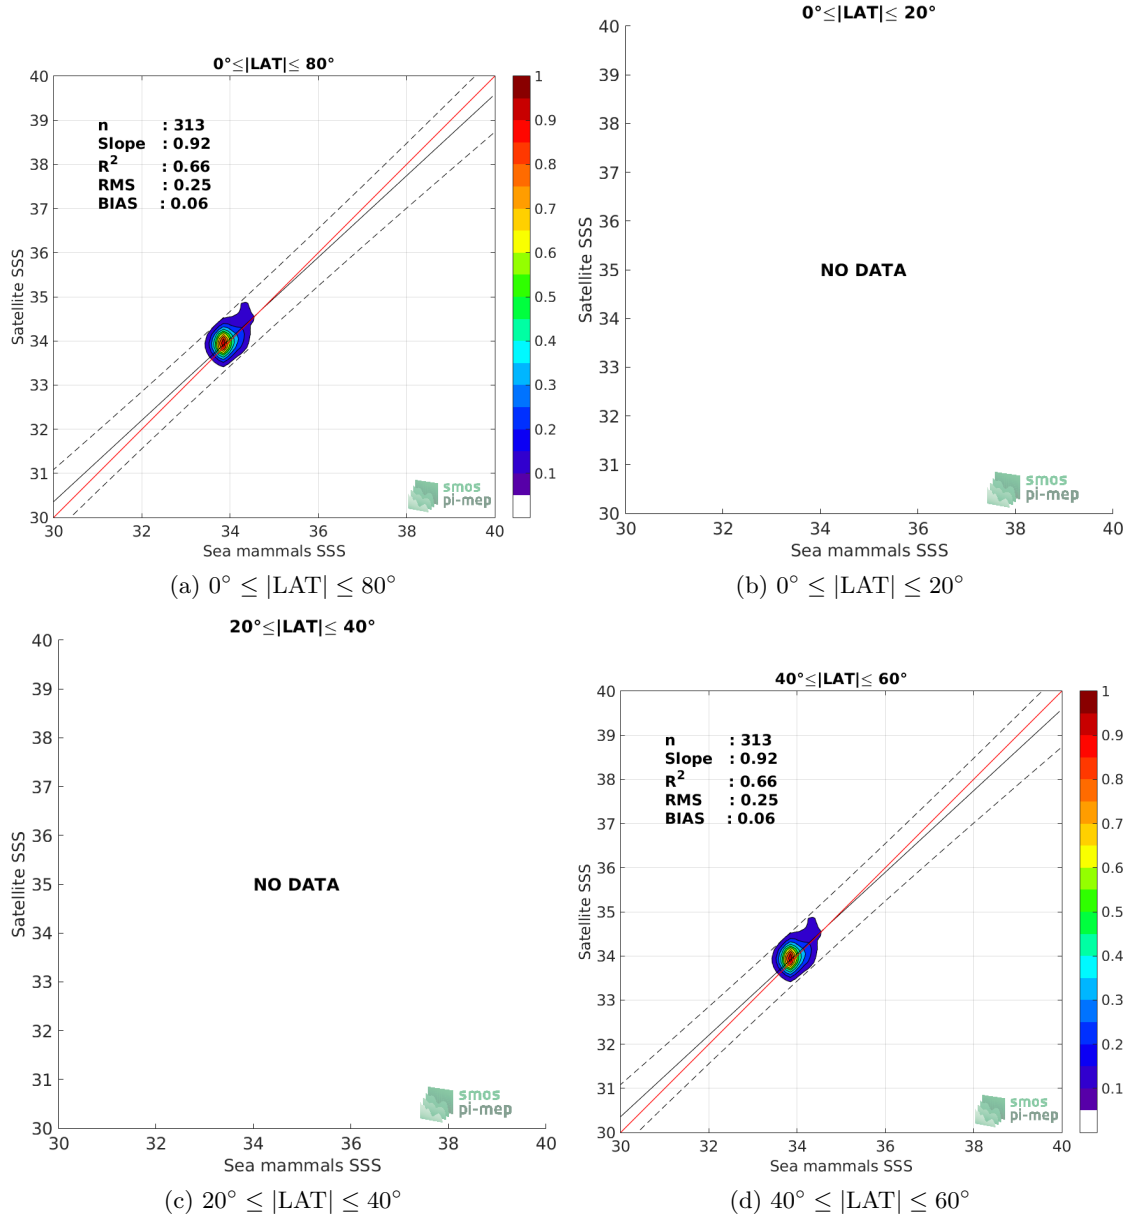 0°≤|LAT|≤ 80°
40
39
38
37
36
35
34
33
32
31
30
30 32 34 36 38 40
Satellite SSS
Sea mammals SSS
n : 313
Slope : 0.92
R² : 0.66
RMS : 0.25
BIAS : 0.06
1
0.9
0.8
0.7
0.6
0.5
0.4
0.3
0.2
0.1
smos
pi-mep
(a) 0° ≤ |LAT| ≤ 80°
0°≤|LAT|≤ 20°
40
39
38
37
36
35
34
33
32
31
30
30 32 34 36 38 40
Satellite SSS
Sea mammals SSS
NO DATA
smos
pi-mep
(b) 0° ≤ |LAT| ≤ 20°
20°≤|LAT|≤ 40°
40
39
38
37
36
35
34
33
32
31
30
30 32 34 36 38 40
Satellite SSS
Sea mammals SSS
NO DATA
smos
pi-mep
(c) 20° ≤ |LAT| ≤ 40°
40°≤|LAT|≤ 60°
40
39
38
37
36
35
34
33
32
31
30
30 32 34 36 38 40
Satellite SSS
Sea mammals SSS
n : 313
Slope : 0.92
R² : 0.66
RMS : 0.25
BIAS : 0.06
1
0.9
0.8
0.7
0.6
0.5
0.4
0.3
0.2
0.1
smos
pi-mep
(d) 40° ≤ |LAT| ≤ 60°